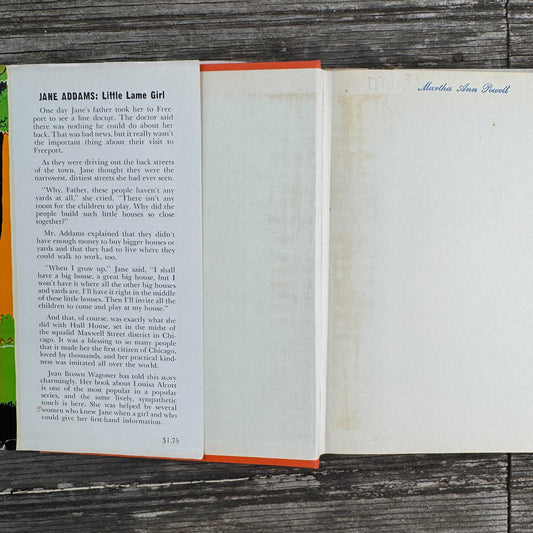 JANE ADDAMS: Little Lame Girl
One day Jane's father took her to Free
port to see a fine doctor. The doctor said
there was nothing he could do about her
back. That was bad news, but it really wasn't
the important thing about their visit to
Freeport.
As they were driving out the back streets
of the town, Jane thought they were the
narrowest, dirtiest streets she had ever seen.
"Why, Father, these people haven't any
yards at all," she cried. "There isn't any
room for the children to play. Why did the
people build such little houses so close
together?"
Mr. Addams explained that they didn't
have enough money to buy bigger houses or
yards and that they had to live where they
could walk to work, too.
"When I grow up," Jane said, "I shall
have a big house, a great big house, but I
won't have it where all the other big houses
and yards are. I'll have it right in the middle
of these little houses. Then I'll invite all the
children to come and play at my house."
And that, of course, was exactly what she
did with Hull House, set in the midst of
the squalid Maxwell Street district in Chi-
cago. It was a blessing to so many people
that it made her the first citizen of Chicago,
loved by thousands, and her practical kind-
ness was imitated all over the world.
Jean Brown Wagoner has told this story
charmingly. Her book about Louisa Alcott
is one of the most popular in a popular
series, and the same lively, sympathetic
touch is here. She was helped by several
women who knew Jane when a girl and who
could give her first-hand information.
$1.75
Martha Ann Powell